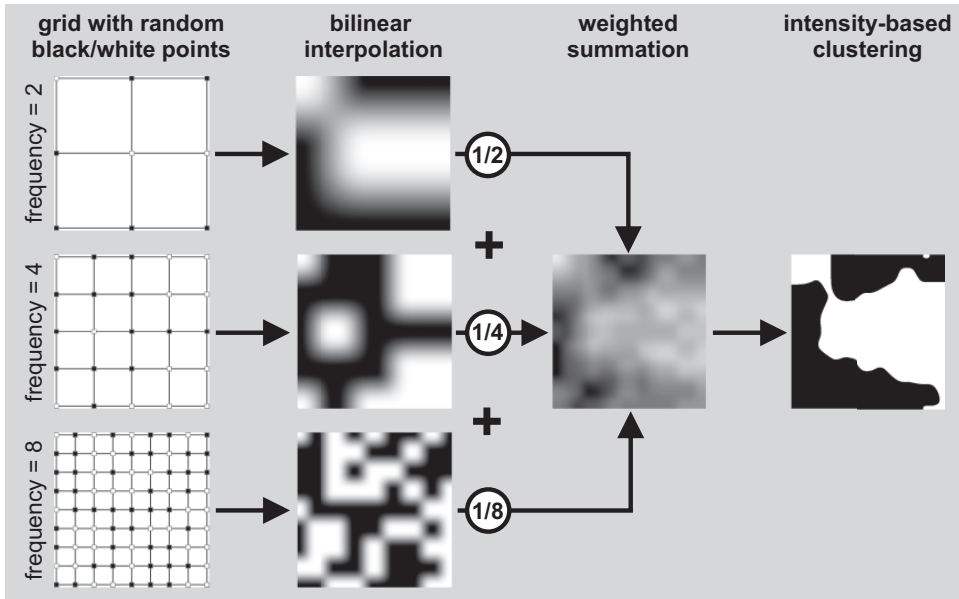 grid with random
black/white points
bilinear
interpolation
weighted
summation
intensity-based
clustering
frequency = 2
1/2
+
frequency = 4
1/4
+
frequency = 8
1/8